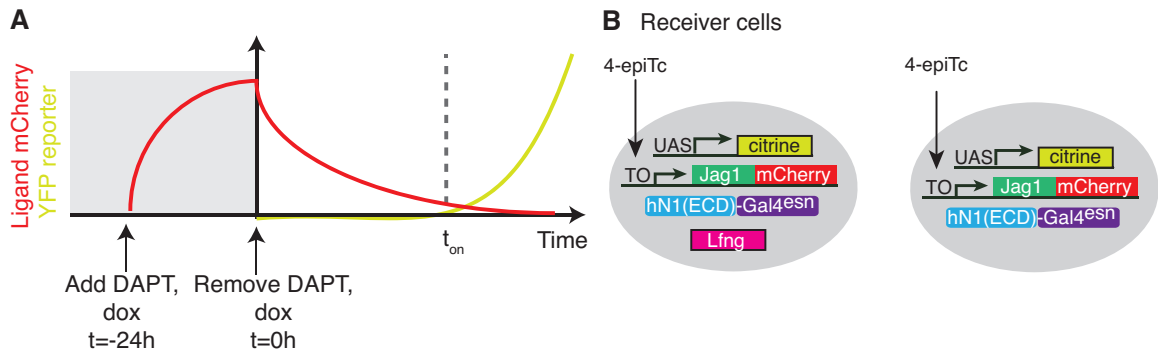 A
Ligand mCherry
YFP reporter
t_on
Time
Add DAPT,
dox
t=-24h
Remove DAPT,
dox
t=0h
B Receiver cells
4-epiTc
UAS
citrine
TO
Jag1
mCherry
hN1(ECD)-Gal4esn
Lfng
4-epiTc
UAS
citrine
TO
Jag1
mCherry
hN1(ECD)-Gal4esn